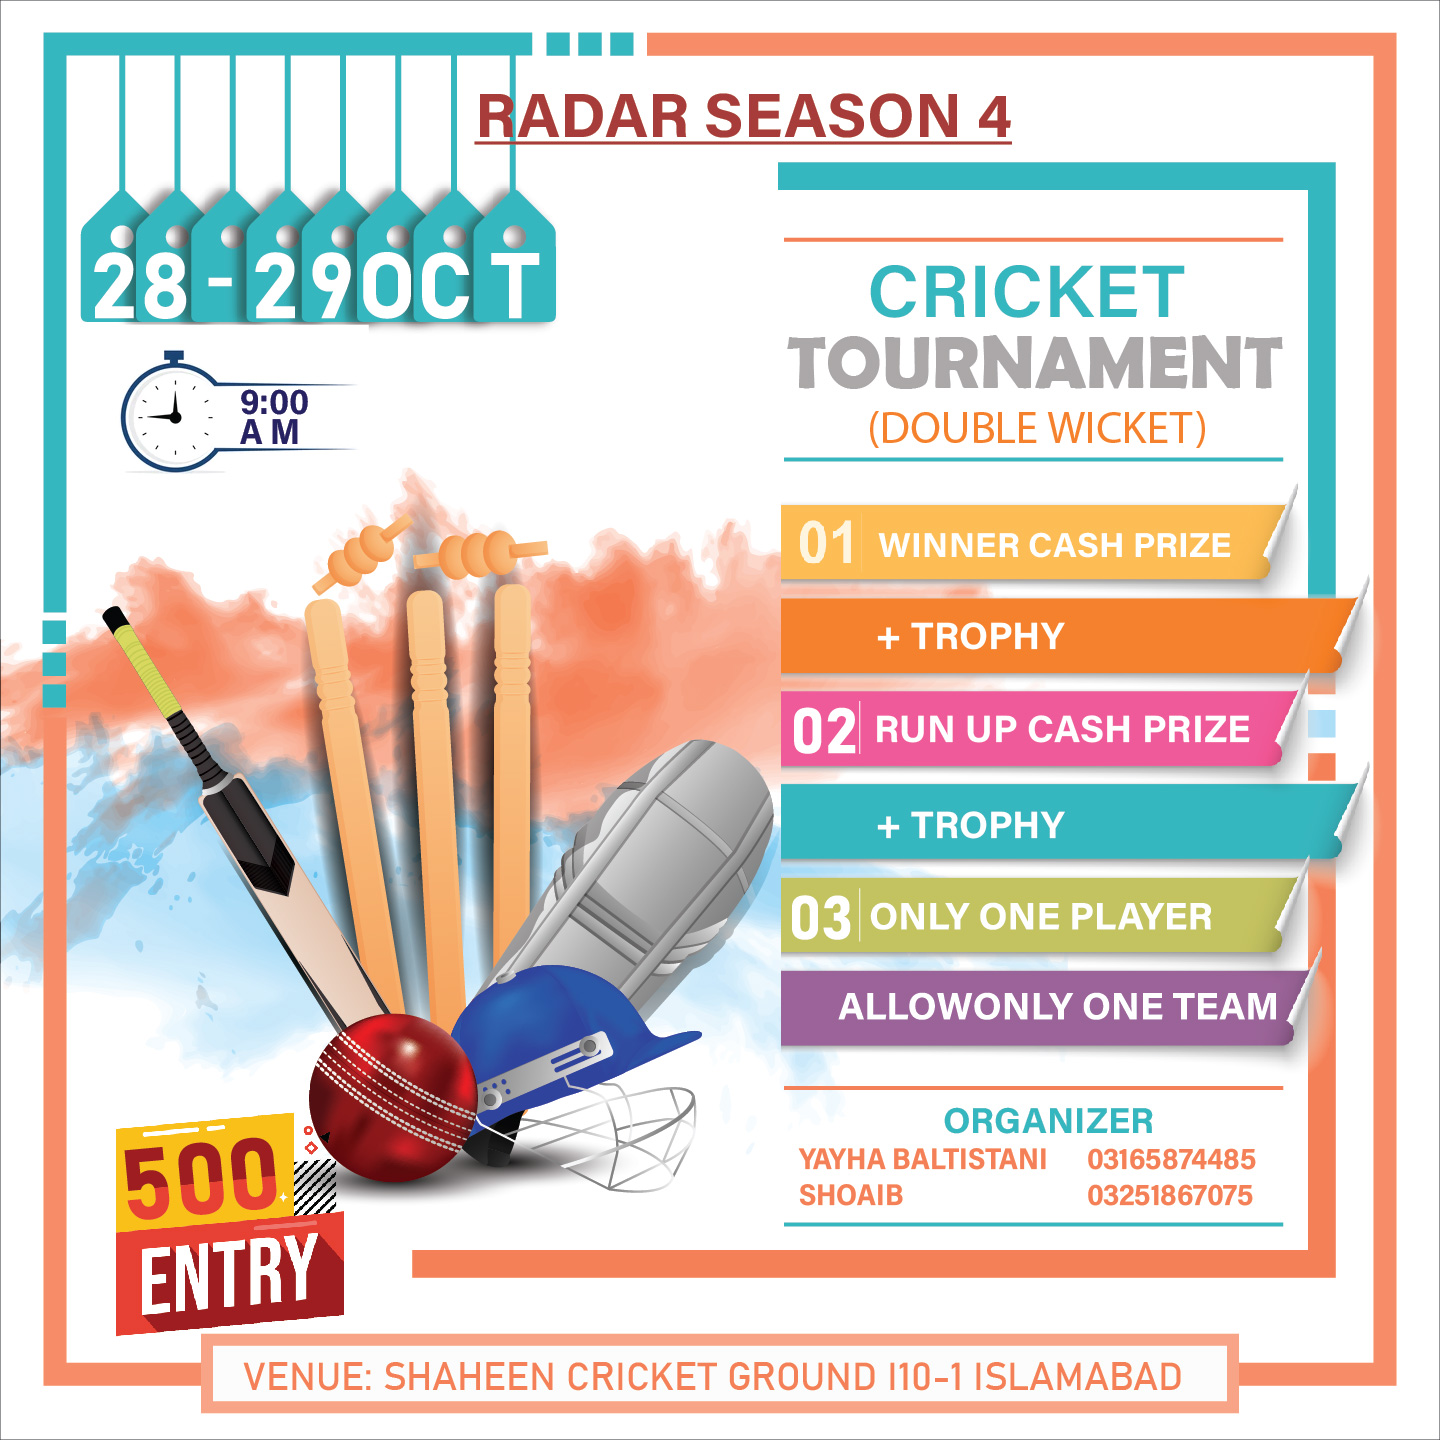 RADAR SEASON 4
28-29OCT
9:00
AM
CRICKET
TOURNAMENT
(DOUBLE WICKET)
01 WINNER CASH PRIZE
+ TROPHY
02 RUN UP CASH PRIZE
+ TROPHY
03 ONLY ONE PLAYER
ALLOWONLY ONE TEAM
ORGANIZER
YAYHA BALTISTANI 03165874485
SHOAIB 03251867075
500
ENTRY
VENUE: SHAHEEN CRICKET GROUND I10-1 ISLAMABAD